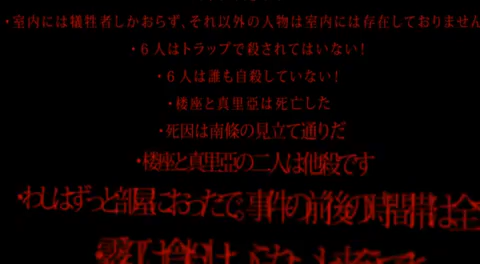 ・室内には犠牲者しかおらず、それ以外の人物は室内には存在しておりません
・6人はトラップで殺されてはいない！
・6人は誰も自殺していない！
・楼座と真里亞は死亡した
・死因は南條の見立て通りだ
・楼座と真里亞の二人は他殺です
・わしはずっと部屋におったで。事件の前後の時間帯は全